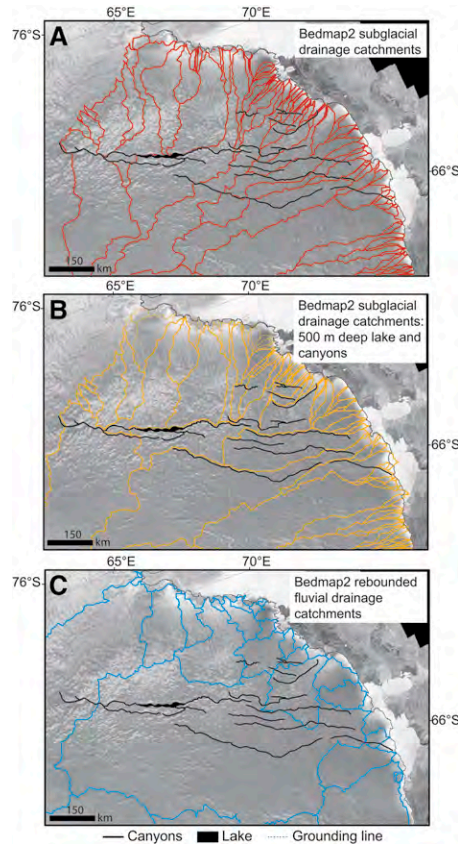 65°E 70°E
76°S
A
Bedmap2 subglacial
drainage catchments
66°S
150
km
76°S
B
Bedmap2 subglacial
drainage catchments:
500 m deep lake and
canyons
66°S
150
km
65°E 70°E
76°S
C
Bedmap2 rebounded
fluvial drainage
catchments
66°S
150
km
Canyons Lake Grounding line